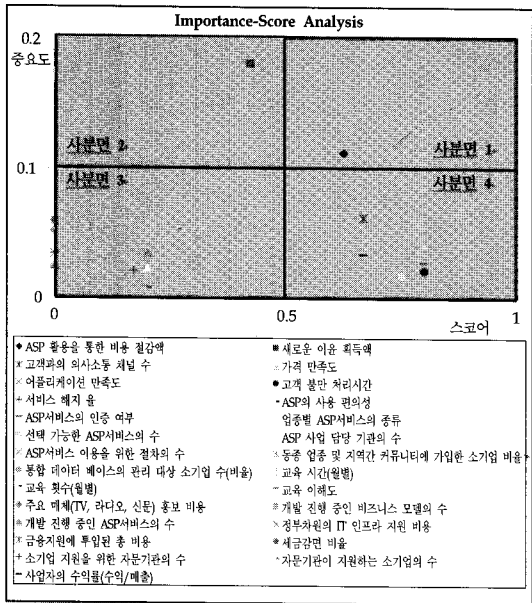 Importance-Score Analysis
0.2
중요도
사분면 2
사분면 1
0.1
사분면 3
사분면 4
0
0.5
1
스코어
ASP 활용을 통한 비용 절감액
새로운 이윤 획득액
고객과의 의사소통 채널 수
가격 만족도
어플리케이션 만족도
고객 불만 처리시간
서비스 해지 율
ASP의 사용 편의성
ASP서비스의 인증 여부
업종별 ASP서비스의 종류
선택 가능한 ASP서비스의 수
ASP 사업 담당 기관의 수
ASP서비스 이용을 위한 절차의 수
동종 업종 및 지역간 커뮤니티에 가입한 소기업 비율
통합 데이터 베이스의 관리 대상 소기업 수(비율)
교육 시간(월별)
교육 횟수(월별)
교육 이해도
주요 매체(TV, 라디오, 신문) 홍보 비용
개발 진행 중인 비즈니스 모델의 수
개발 진행 중인 ASP서비스의 수
정부차원의 IT 인프라 지원 비용
금융지원에 투입된 총 비용
세금감면 비율
소기업 지원을 위한 자문기관의 수
자문기관이 지원하는 소기업의 수
사업자의 수익률(수익/매출)